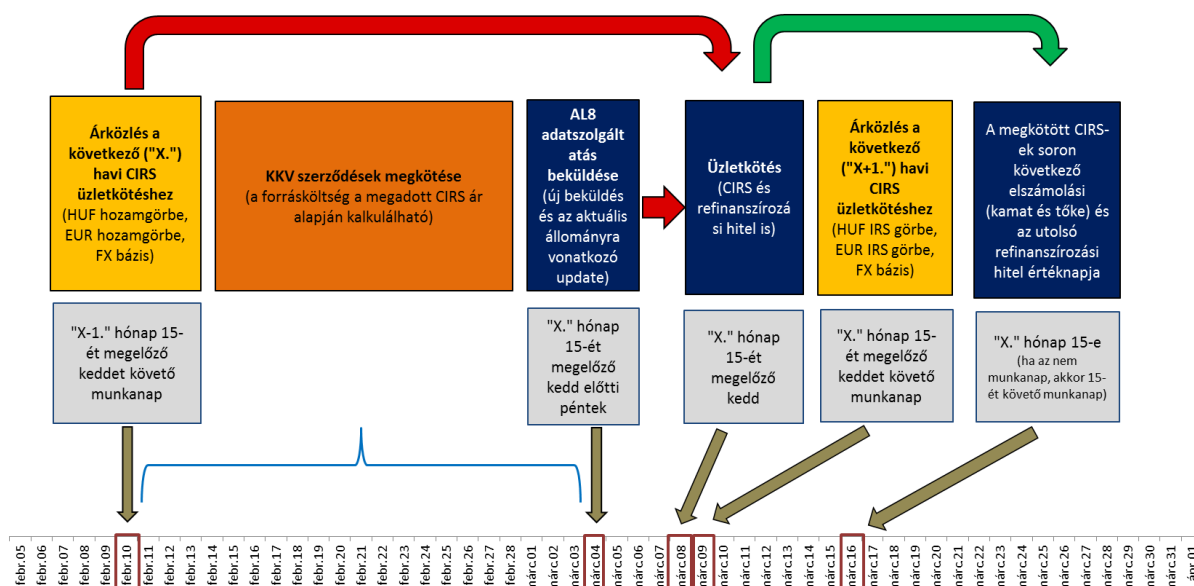 Árközlés a
következő ("X.")
havi CIRS
üzletkötéshez
(HUF hozamgörbe,
EUR hozamgörbe,
FX bázis)
KKV szerződések megkötése
(a forrásköltség a megadott CIRS ár
alapján kalkulálható)
AL8
adatszolgált
atás
beküldése
(új beküldés
és az aktuális
állományra
vonatkozó
update)
Üzletkötés
(CIRS és
refinanszírozá
si hitel is)
Árközlés a
következő
("X+1.") havi
CIRS
üzletkötéshez
(HUF IRS görbe,
EUR IRS görbe,
FX bázis)
A megkötött CIRS-
ek soron
következő
elszámolási
(kamat és tőke) és
az utolsó
refinanszírozási
hitel értéknapja
"X-1." hónap 15-
ét megelőző
keddet követő
munkanap
"X." hónap
15-ét
megelőző
kedd előtti
péntek
"X." hónap
15-ét
megelőző
kedd
"X." hónap 15-
ét megelőző
keddet követő
munkanap
"X." hónap 15-e
(ha az nem
munkanap, akkor 15-
ét követő munkanap)
febr.05
febr.06
febr.07
febr.08
febr.09
febr.10
febr.11
febr.12
febr.13
febr.14
febr.15
febr.16
febr.17
febr.18
febr.19
febr.20
febr.21
febr.22
febr.23
febr.24
febr.25
febr.26
febr.27
febr.28
márc.01
márc.02
márc.03
márc.04
márc.05
márc.06
márc.07
márc.08
márc.09
márc.10
márc.11
márc.12
márc.13
márc.14
márc.15
márc.16
márc.17
márc.18
márc.19
márc.20
márc.21
márc.22
márc.23
márc.24
márc.25
márc.26
márc.27
márc.28
márc.29
márc.30
márc.31
ápr.01